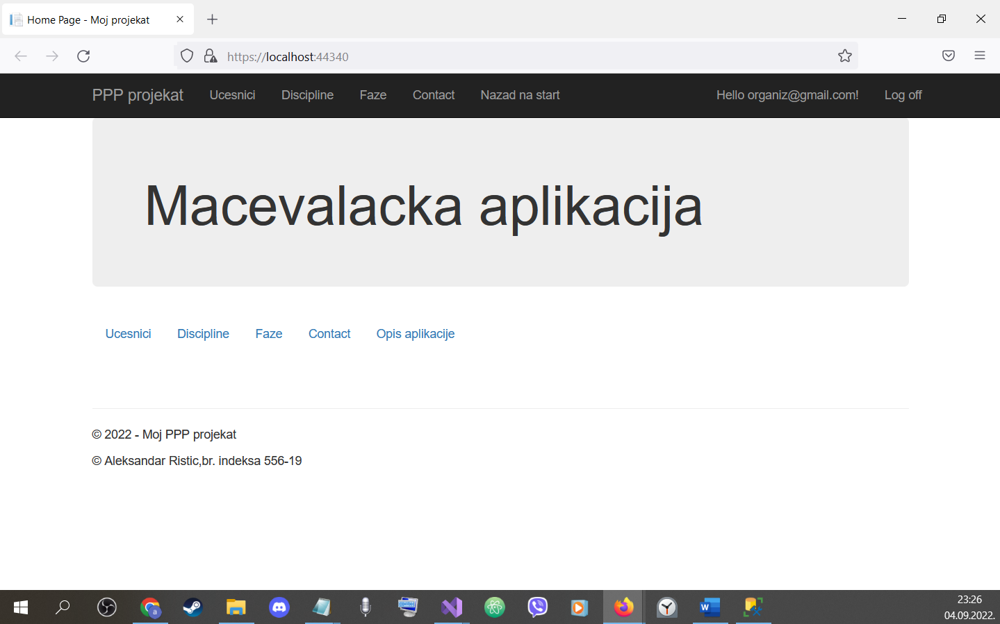 Home Page - Moj projekat
https://localhost:44340
PPP projekat Ucesnici Discipline Faze Contact Nazad na start Hello organiz@gmail.com! Log off
Macevalacka aplikacija
Ucesnici Discipline Faze Contact Opis aplikacije
© 2022 - Moj PPP projekat
© Aleksandar Ristic,br. indeksa 556-19
a
W
23:26
04.09.2022.